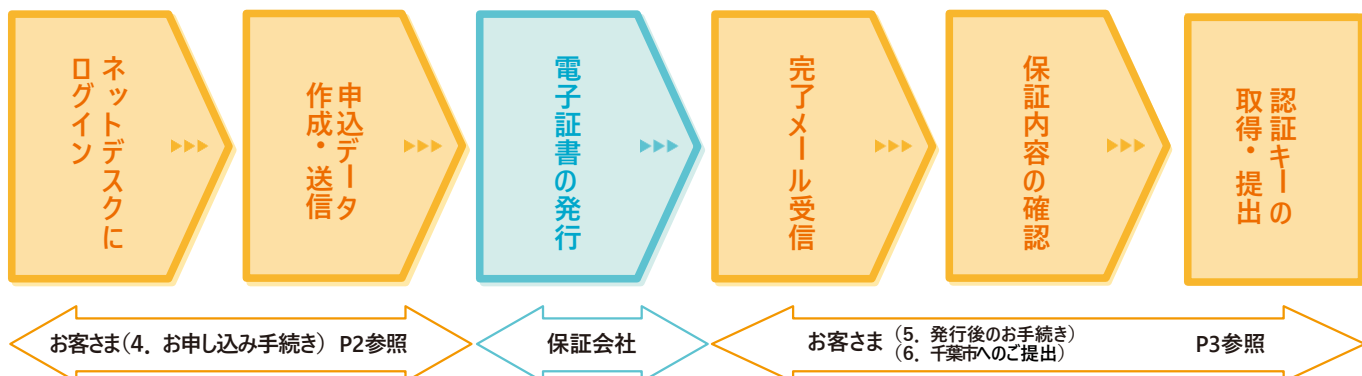 ネットデスクに
ログイン
申込データ
作成・送信
電子証書の発行
完了メール受信
保証内容の確認
認証キーの
取得・提出
お客さま(4．お申し込み手続き) P2参照
保証会社
お客さま
(5．発行後のお手続き)
(6．千葉市へのご提出)
P3参照